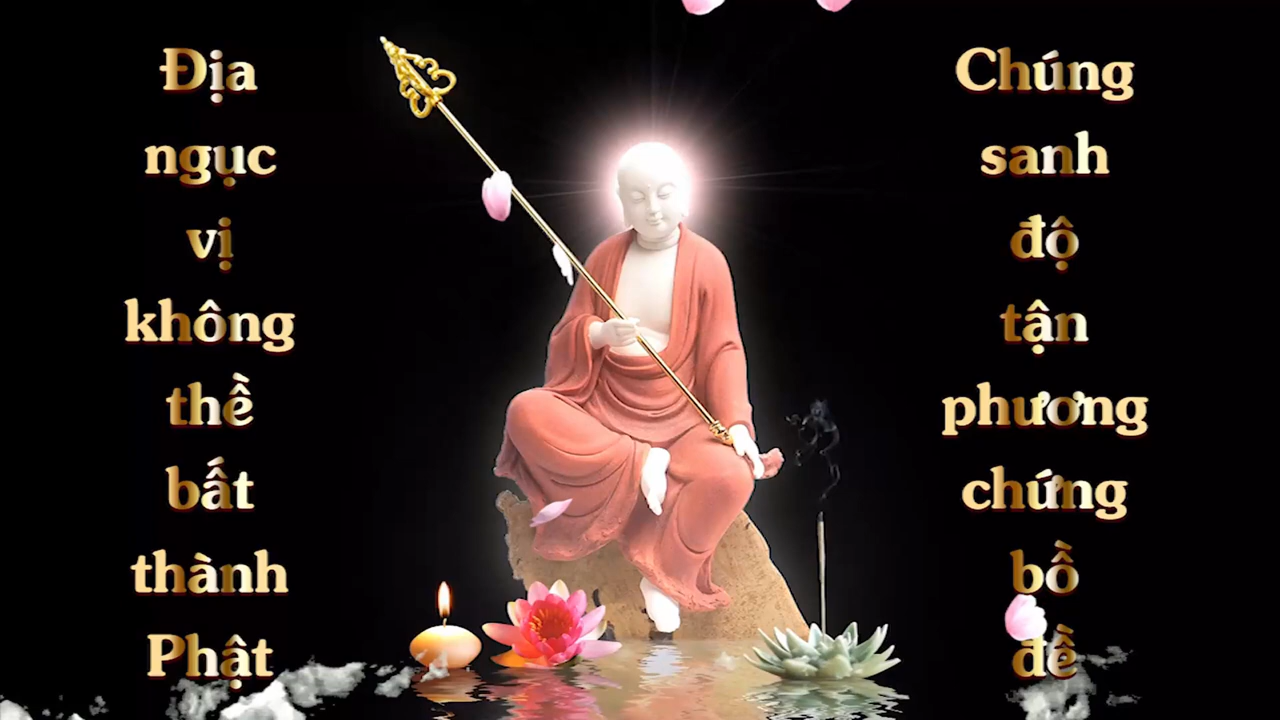 Địa
ngục
vị
không
thề
bất
thành
Phật
Chúng
sanh
độ
tận
phương
chứng
bồ
đề